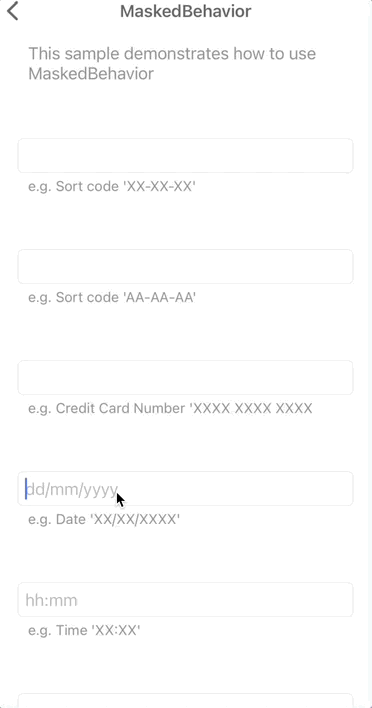 MaskedBehavior
This sample demonstrates how to use
MaskedBehavior
e.g. Sort code 'XX-XX-XX'
e.g. Sort code 'AA-AA-AA'
e.g. Credit Card Number 'XXXX XXXX XXXX
dd/mm/yyyy
e.g. Date 'XX/XX/XXXX'
hh:mm
e.g. Time 'XX:XX'